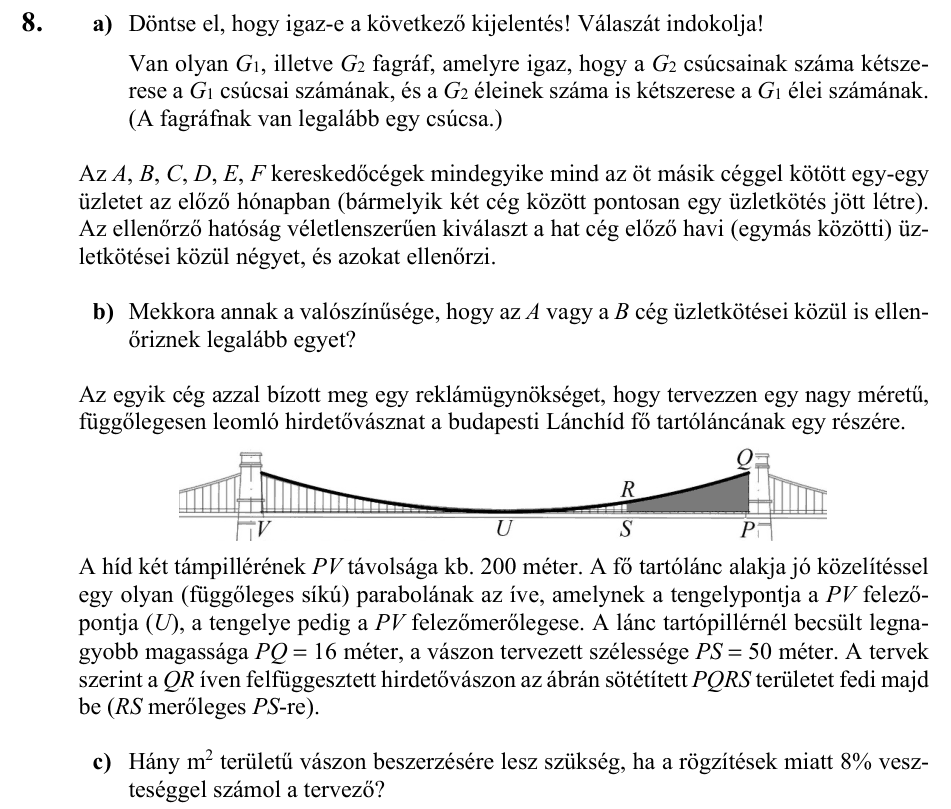 8. a) Döntse el, hogy igaz-e a következő kijelentés! Válaszát indokolja!
Van olyan G₁, illetve G₂ fagráf, amelyre igaz, hogy a G₂ csúcsainak száma kétsze-
rese a G₁ csúcsai számának, és a G₂ éleinek száma is kétszerese a G₁ élei számának.
(A fagráfnak van legalább egy csúcsa.)
Az A, B, C, D, E, F kereskedőcégek mindegyike mind az öt másik céggel kötött egy-egy
üzletet az előző hónapban (bármelyik két cég között pontosan egy üzletkötés jött létre).
Az ellenőrző hatóság véletlenszerűen kiválaszt a hat cég előző havi (egymás közötti) üz-
letkötései közül négyet, és azokat ellenőrzi.
b) Mekkora annak a valószínűsége, hogy az A vagy a B cég üzletkötései közül is ellen-
őriznek legalább egyet?
Az egyik cég azzal bízott meg egy reklámügynökséget, hogy tervezzen egy nagy méretű,
függőlegesen leomló hirdetővásznat a budapesti Lánchíd fő tartóláncának egy részére.
Q
R
V U S P
A híd két támpillérének PV távolsága kb. 200 méter. A fő tartólánc alakja jó közelítéssel
egy olyan (függőleges síkú) parabolának az íve, amelynek a tengelypontja a PV felező-
pontja (U), a tengelye pedig a PV felezőmerőlegese. A lánc tartópillérnél becsült legna-
gyobb magassága PQ = 16 méter, a vászon tervezett szélessége PS = 50 méter. A tervek
szerint a QR íven felfüggesztett hirdetővászon az ábrán sötétített PQRS területet fedi majd
be (RS merőleges PS-re).
c) Hány m² területű vászon beszerzésére lesz szükség, ha a rögzítések miatt 8% vesz-
teséggel számol a tervező?